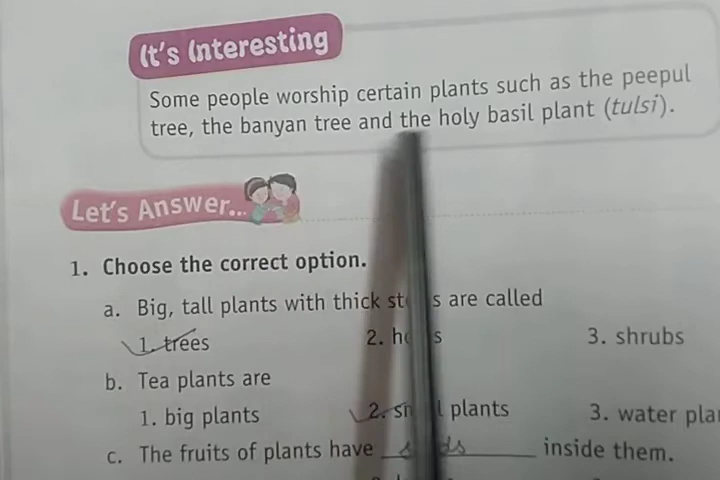 It's Interesting
Some people worship certain plants such as the peepul
tree, the banyan tree and the holy basil plant (tulsi).
Let's Answer...
1. Choose the correct option.
a. Big, tall plants with thick s are called
1. trees 2. 3. shrubs
b. Tea plants are
1. big plants 2. plants 3. water
c. The fruits of plants have inside them.